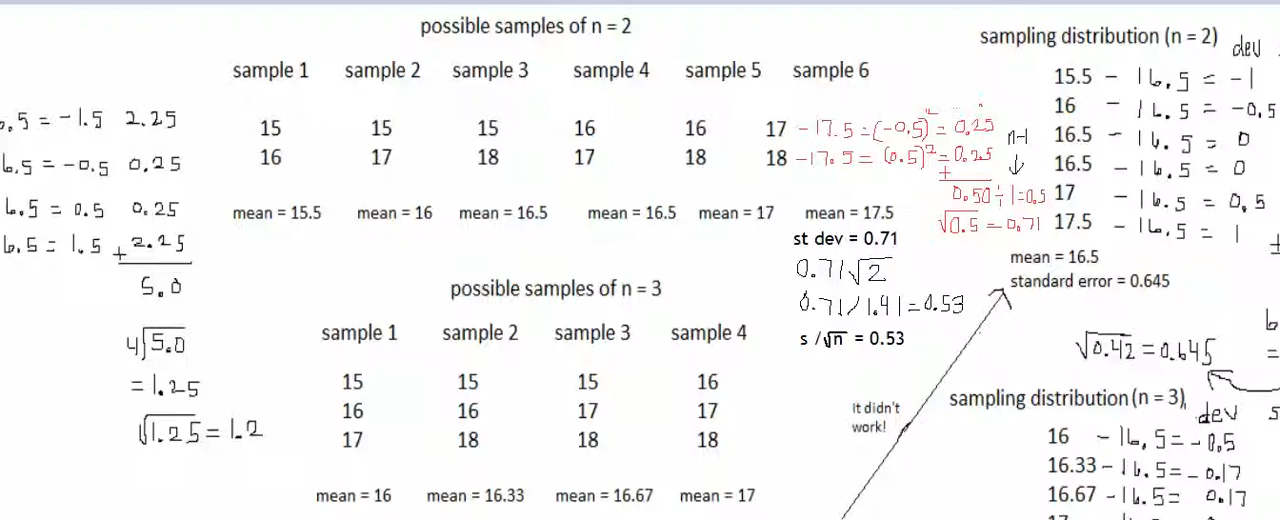 possible samples of n = 2
sample 1 sample 2 sample 3 sample 4 sample 5 sample 6
15 15 15 16 16 17 -17.5 = (-0.5)² = 0.25
16 17 18 17 18 18 -17.5 = (0.5)² = 0.25
+
0.50 ÷ 1 = 0.5
√0.5 = 0.71
n-1
↓
mean = 15.5 mean = 16 mean = 16.5 mean = 16.5 mean = 17 mean = 17.5
st dev = 0.71
0.71√2
0.71/1.41 = 0.53
s /√n = 0.53
.5 = -1.5 2.25
6.5 = -0.5 0.25
6.5 = 0.5 0.25
6.5 = 1.5 + 2.25
5.0
4√5.0
= 1.25
√1.25 = 1.2
possible samples of n = 3
sample 1 sample 2 sample 3 sample 4
15 15 15 16
16 16 17 17
17 18 18 18
mean = 16 mean = 16.33 mean = 16.67 mean = 17
It didn't
work!
sampling distribution (n = 2) dev
15.5 - 16.5 = -1
16 - 16.5 = -0.5
16.5 - 16.5 = 0
16.5 - 16.5 = 0
17 - 16.5 = 0.5
17.5 - 16.5 = 1 +
mean = 16.5
standard error = 0.645
√0.42 = 0.645
sampling distribution (n = 3) dev s
16 - 16.5 = -0.5
16.33 - 16.5 = -0.17
16.67 - 16.5 = 0.17